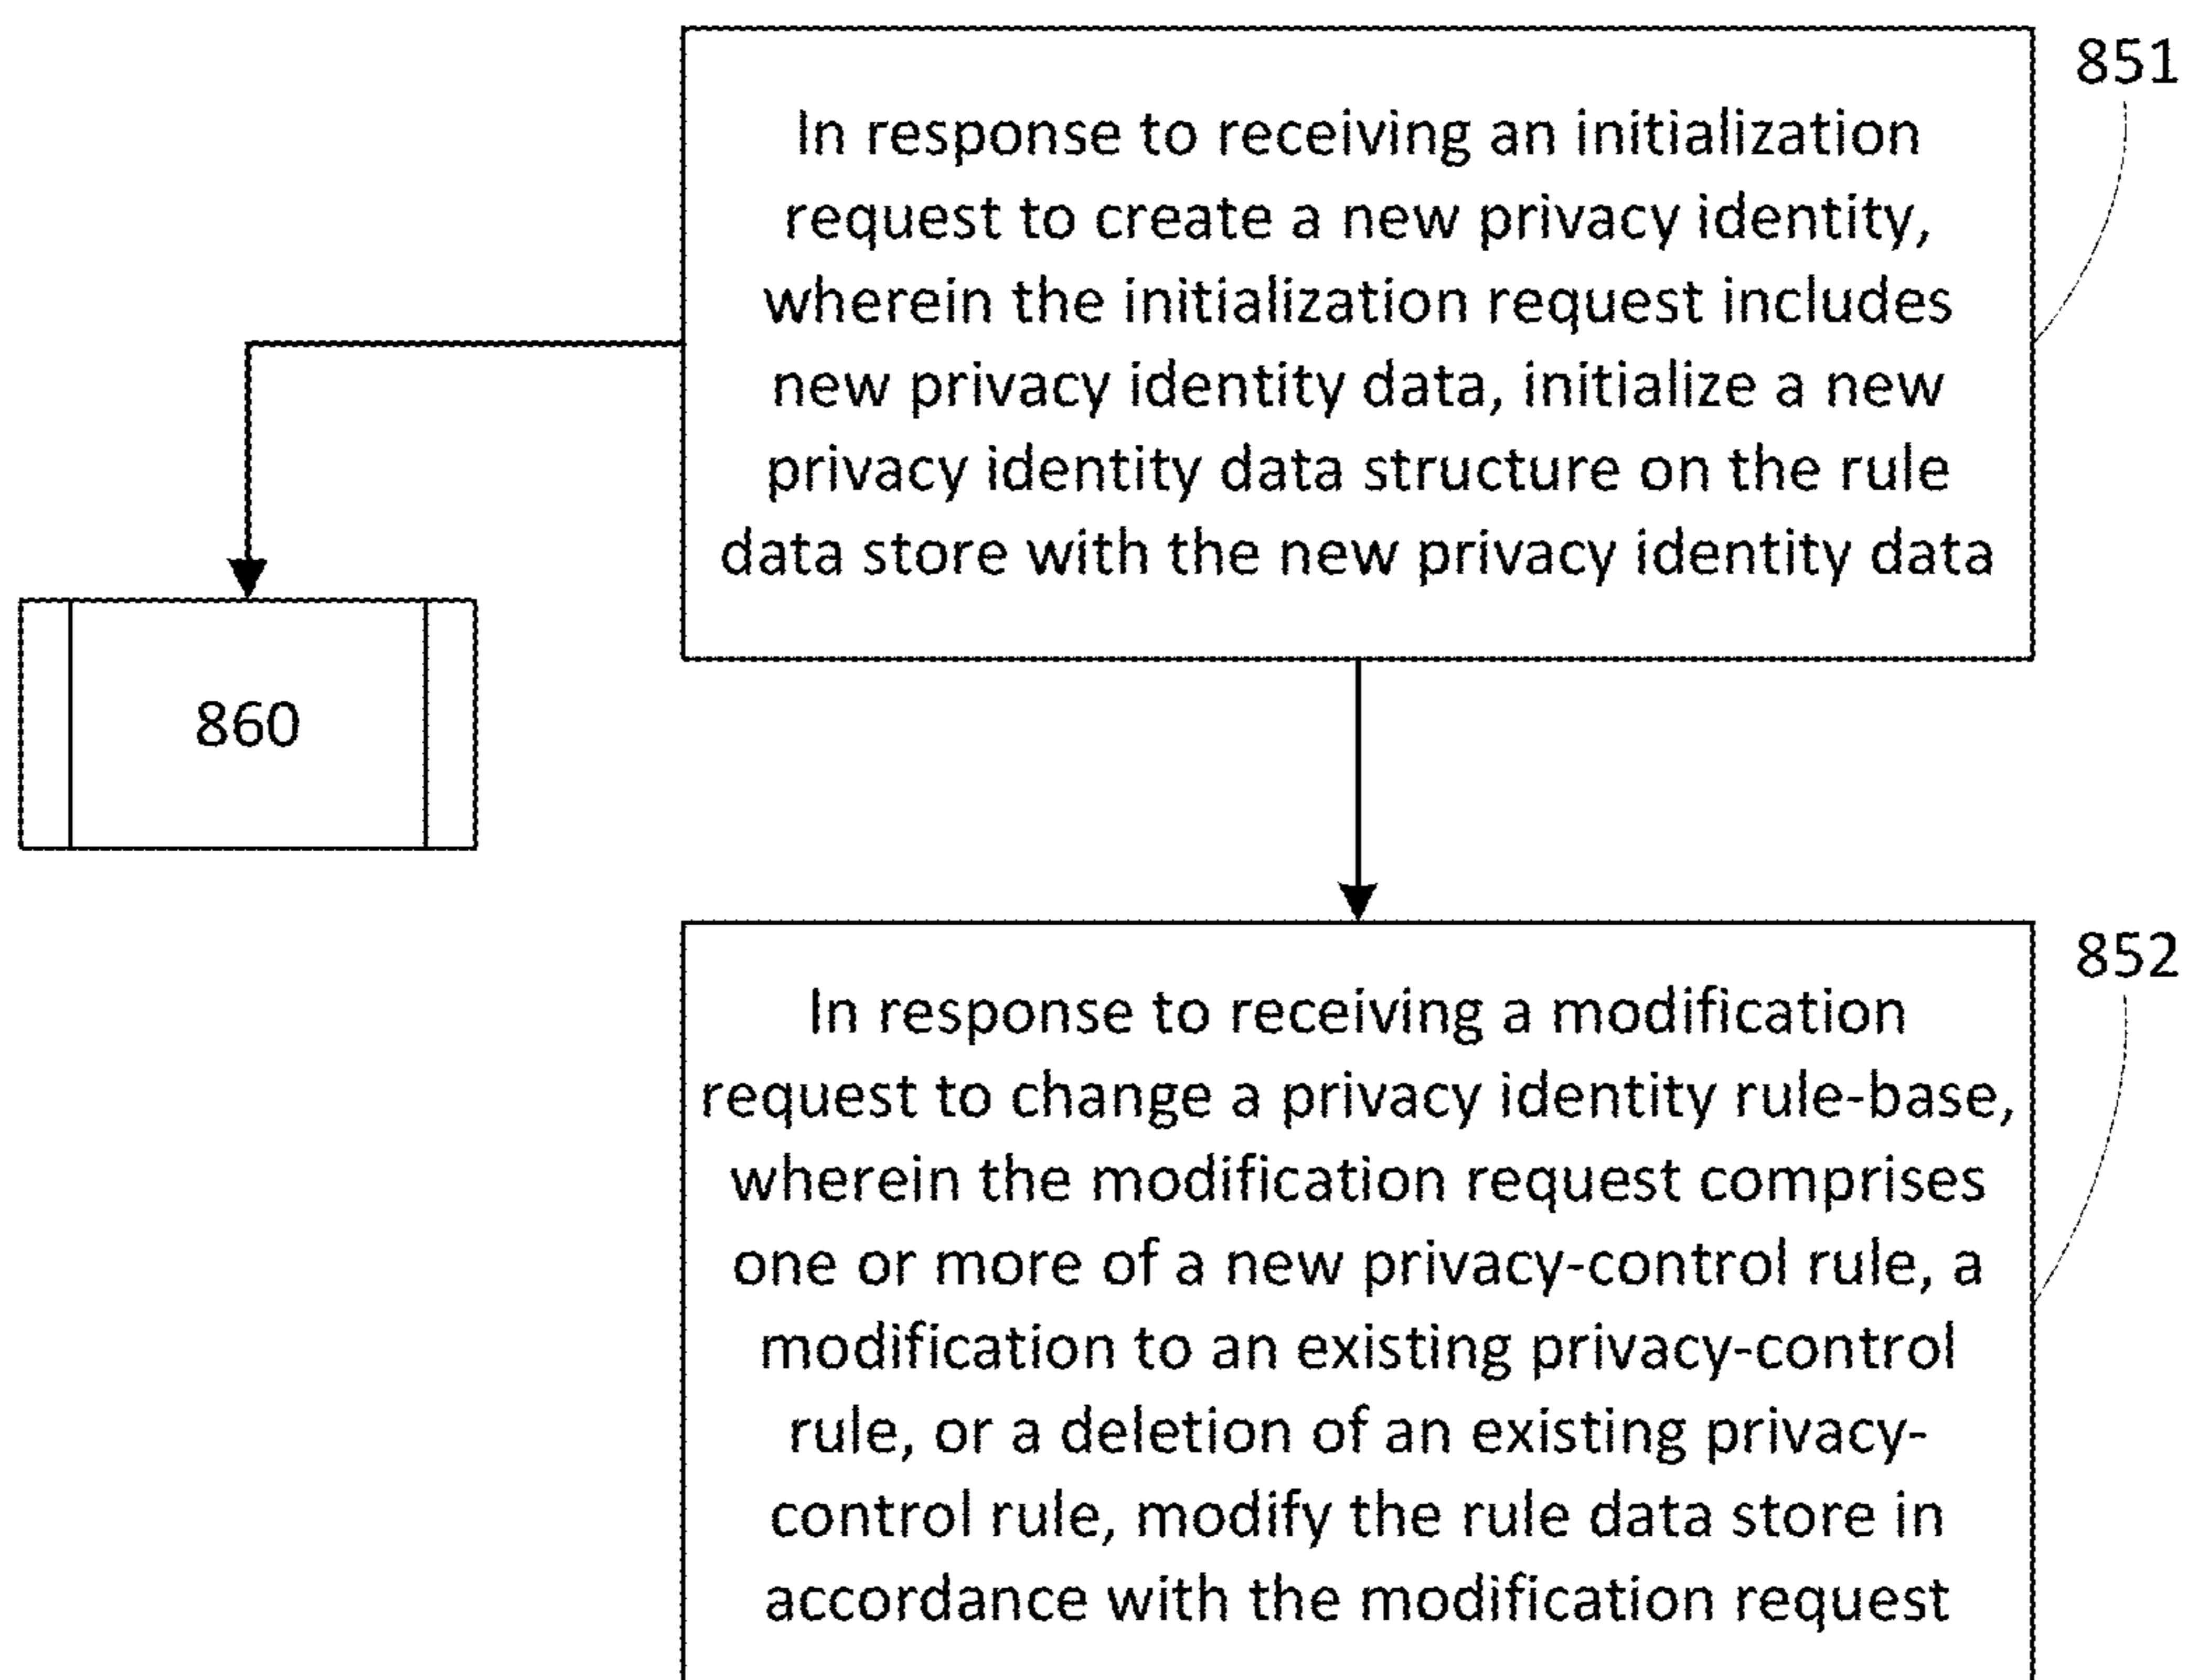 851
In response to receiving an initialization
request to create a new privacy identity,
wherein the initialization request includes
new privacy identity data, initialize a new
privacy identity data structure on the rule
data store with the new privacy identity data
860
852
In response to receiving a modification
request to change a privacy identity rule-base,
wherein the modification request comprises
one or more of a new privacy-control rule, a
modification to an existing privacy-control
rule, or a deletion of an existing privacy-
control rule, modify the rule data store in
accordance with the modification request